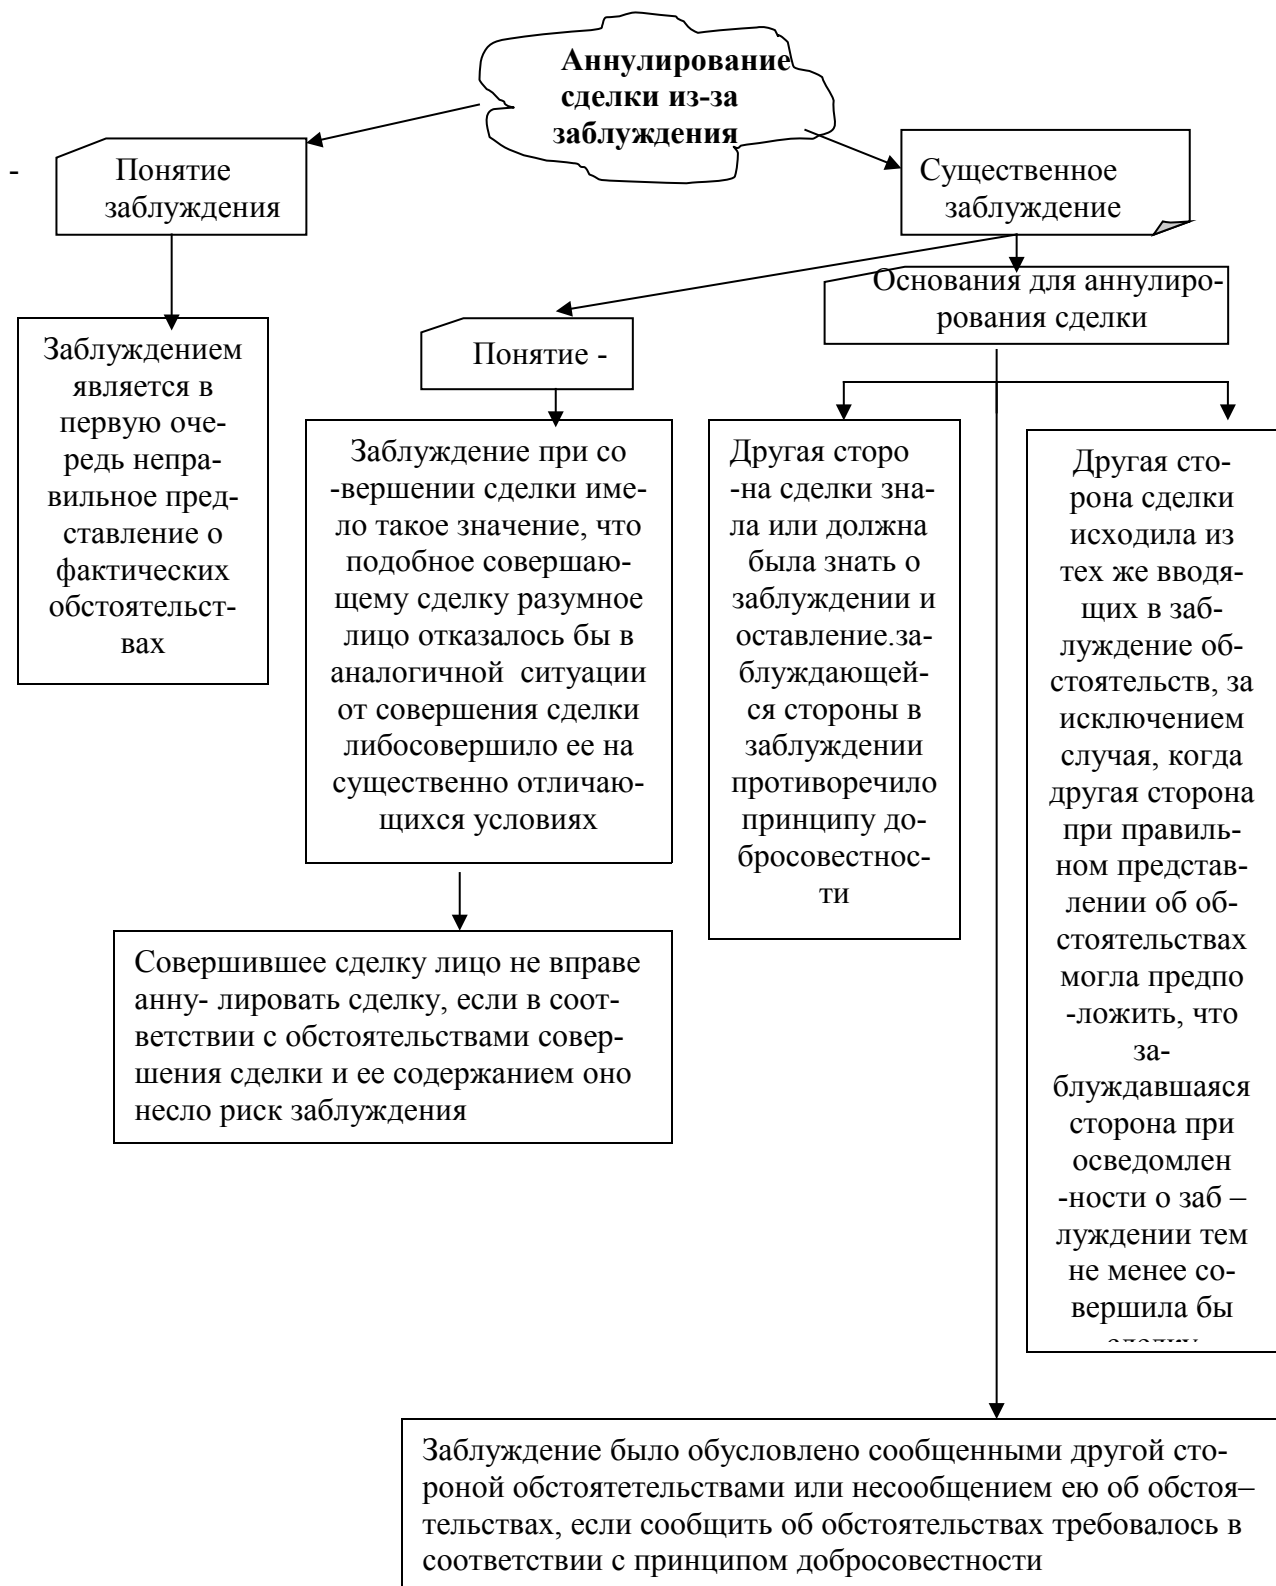 Аннулирование
сделки из-за
заблуждения
-
Понятие
заблуждения
Существенное
заблуждение
Основания для аннулиро-
рования сделки
Заблуждением
является в
первую оче-
редь непра-
вильное пред-
ставление о
фактических
обстоятельст-
вах
Понятие -
Заблуждение при со
-вершении сделки име-
ло такое значение, что
подобное совершаю-
щему сделку разумное
лицо отказалось бы в
аналогичной ситуации
от совершения сделки
либосовершило ее на
существенно отличаю-
щихся условиях
Другая сторо
-на сделки зна-
ла или должна
была знать о
заблуждении и
оставление.за-
блуждающей-
ся стороны в
заблуждении
противоречило
принципу до-
бросовестнос-
ти
Другая сто-
рона сделки
исходила из
тех же вводя-
щих в заб-
луждение об-
стоятельств, за
исключением
случая, когда
другая сторона
при правиль-
ном представ-
лении об об-
стоятельствах
могла предпо
-ложить, что
за-
блуждавшаяся
сторона при
осведомлен
-ности о заб –
луждении тем
не менее со-
вершила бы
сделку
Совершившее сделку лицо не вправе
анну- лировать сделку, если в соот-
ветствии с обстоятельствами совер-
шения сделки и ее содержанием оно
несло риск заблуждения
Заблуждение было обусловлено сообщенными другой сто-
роной обстоятетельствами или несообщением ею об обстоя–
тельствах, если сообщить об обстоятельствах требовалось в
соответствии с принципом добросовестности